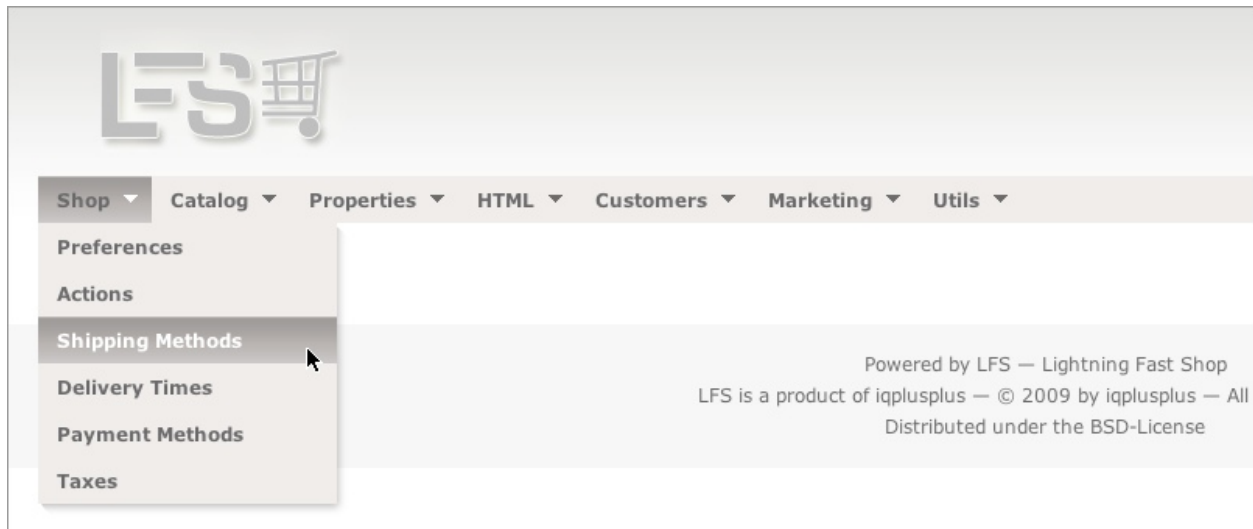 LFS
Shop Catalog Properties HTML Customers Marketing Utils
Preferences
Actions
Shipping Methods
Delivery Times
Payment Methods
Taxes
Powered by LFS — Lightning Fast Shop
LFS is a product of iqplusplus — © 2009 by iqplusplus — All
Distributed under the BSD-License